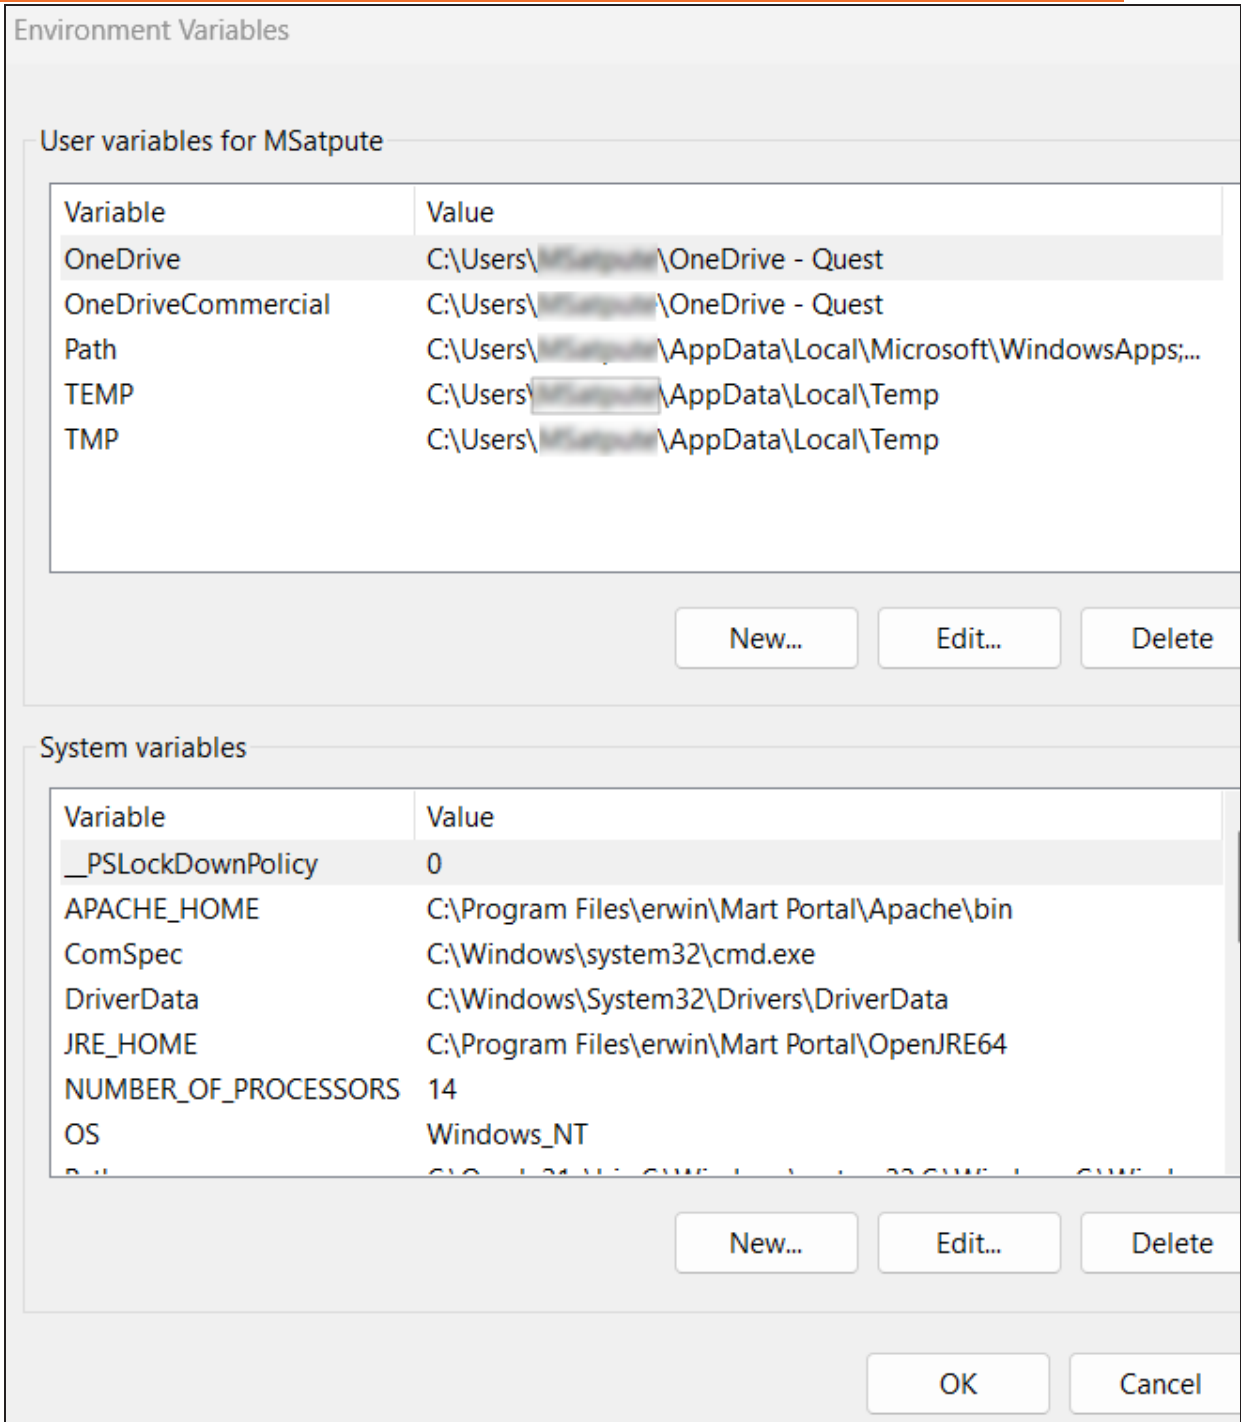 Environment Variables
User variables for MSatpute
Variable Value
OneDrive C:\Users\ \OneDrive - Quest
OneDriveCommercial C:\Users\ \OneDrive - Quest
Path C:\Users\ \AppData\Local\Microsoft\WindowsApps;...
TEMP C:\Users\ \AppData\Local\Temp
TMP C:\Users\ \AppData\Local\Temp
New... Edit... Delete
System variables
Variable Value
__PSLockDownPolicy 0
APACHE_HOME C:\Program Files\erwin\Mart Portal\Apache\bin
ComSpec C:\Windows\system32\cmd.exe
DriverData C:\Windows\System32\Drivers\DriverData
JRE_HOME C:\Program Files\erwin\Mart Portal\OpenJRE64
NUMBER_OF_PROCESSORS 14
OS Windows_NT
New... Edit... Delete
OK Cancel